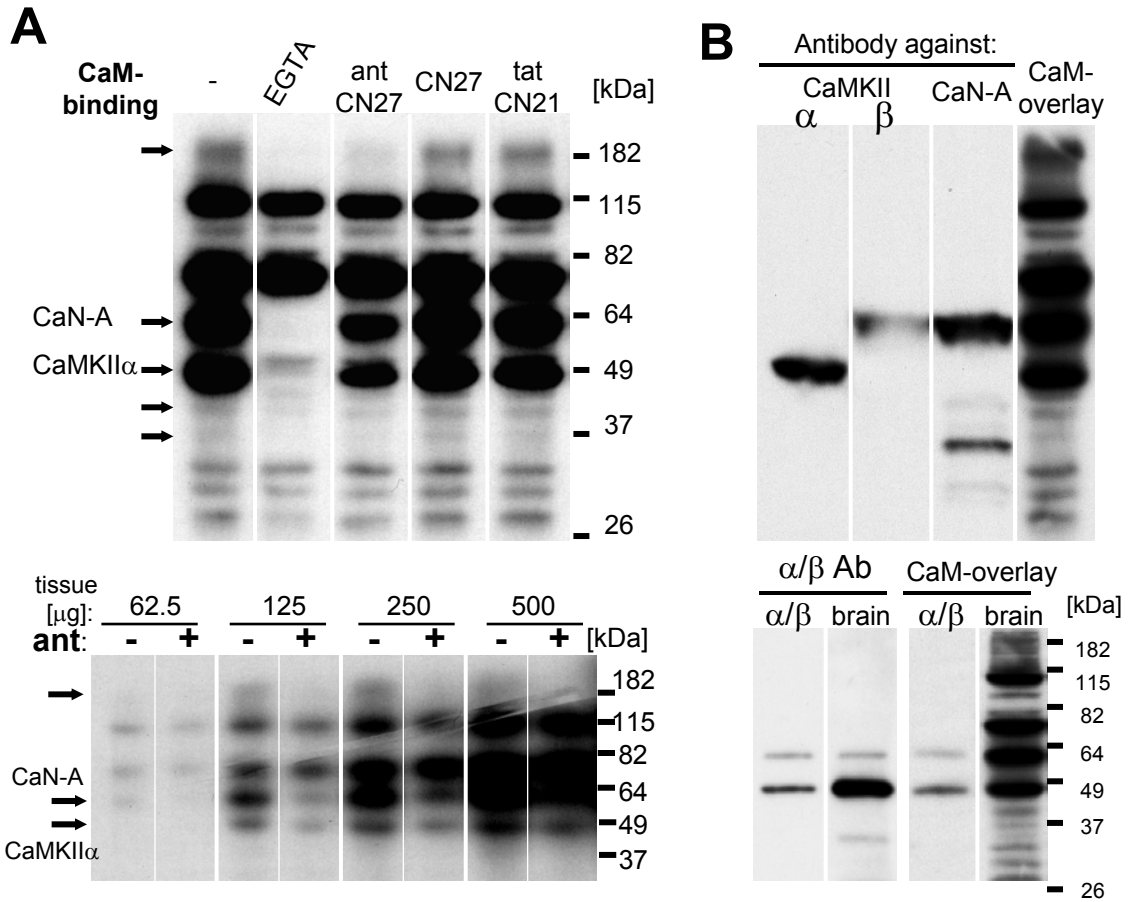 A
CaM-
binding
-
EGTA
ant
CN27
CN27
tat
CN21
[kDa]
182
115
82
64
49
37
26
CaN-A
CaMKIIα
tissue
[μg]:
62.5
125
250
500
ant:
-
+
-
+
-
+
-
+
[kDa]
182
115
82
64
49
37
CaN-A
CaMKIIα
B
Antibody against:
CaMKII
α
β
CaN-A
CaM-
overlay
α/β Ab
CaM-overlay
α/β
brain
α/β
brain
[kDa]
182
115
82
64
49
37
26